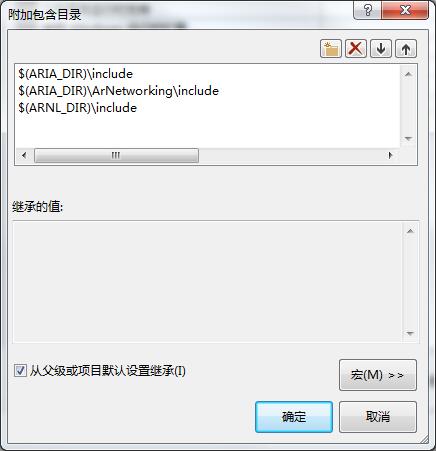 附加包含目录
$(ARIA_DIR)\include
$(ARIA_DIR)\ArNetworking\include
$(ARNL_DIR)\include
继承的值:
从父级或项目默认设置继承(I)
宏(M) >>
确定
取消